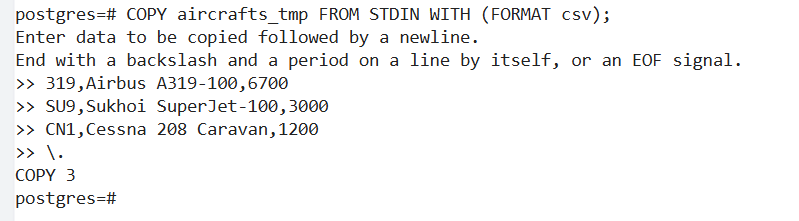 postgres=# COPY aircrafts_tmp FROM STDIN WITH (FORMAT csv);
Enter data to be copied followed by a newline.
End with a backslash and a period on a line by itself, or an EOF signal.
>> 319,Airbus A319-100,6700
>> SU9,Sukhoi SuperJet-100,3000
>> CN1,Cessna 208 Caravan,1200
>> \.
COPY 3
postgres=#